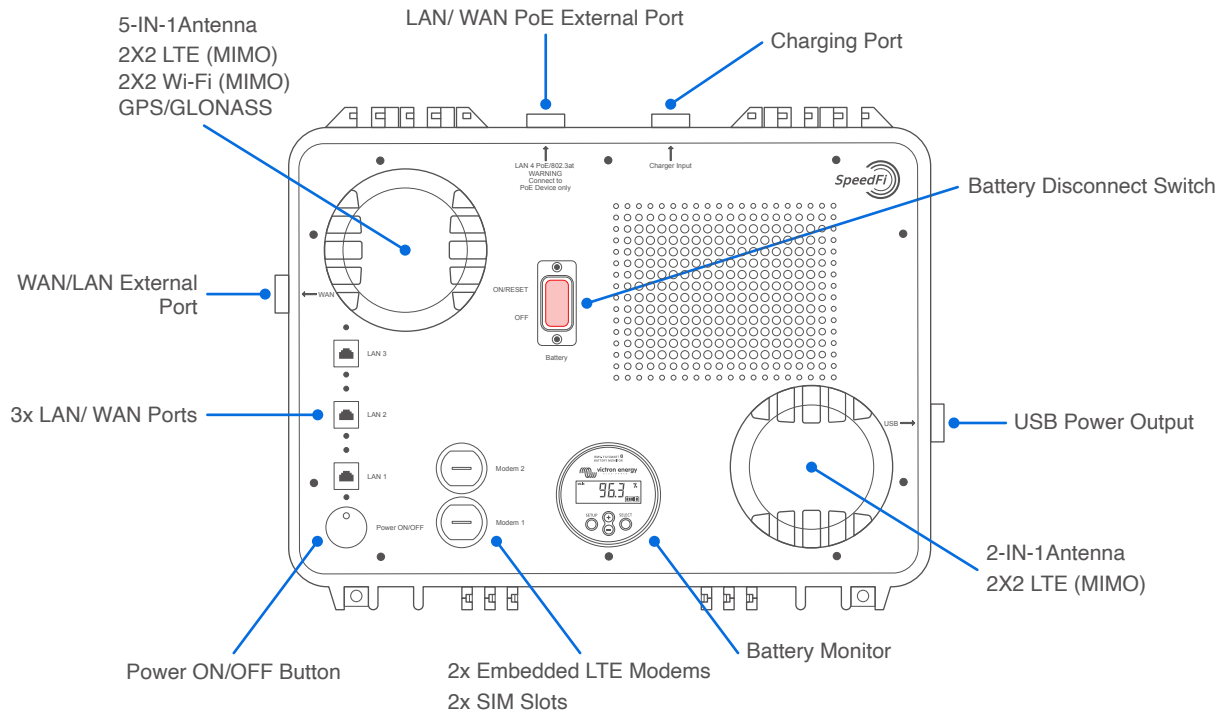 LAN/ WAN PoE External Port
5-IN-1Antenna
2X2 LTE (MIMO)
2X2 Wi-Fi (MIMO)
GPS/GLONASS
Charging Port
LAN 4 PoE/802.3at
WARNING
Connect to
PoE Device only
Charger Input
SpeedFi
Battery Disconnect Switch
WAN/LAN External
Port
WAN
ON/RESET
OFF
Battery
LAN 3
3x LAN/ WAN Ports
LAN 2
USB
USB Power Output
LAN 1
Modem 2
BATTERY MONITOR
victron energy
96.3 %
SETUP
SELECT
+
−
Power ON/OFF
Modem 1
2-IN-1Antenna
2X2 LTE (MIMO)
Battery Monitor
Power ON/OFF Button
2x Embedded LTE Modems
2x SIM Slots